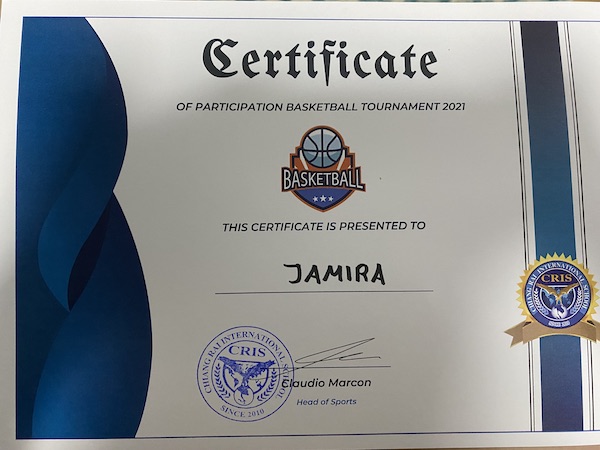 Certificate
OF PARTICIPATION BASKETBALL TOURNAMENT 2021
BASKETBALL
THIS CERTIFICATE IS PRESENTED TO
JAMIRA
CHIANG RAI INTERNATIONAL SCHOOL
CRIS
SINCE 2010
Claudio Marcon
Head of Sports
CHIANG RAI INTERNATIONAL SCHOOL
CRIS
SINCE 2010